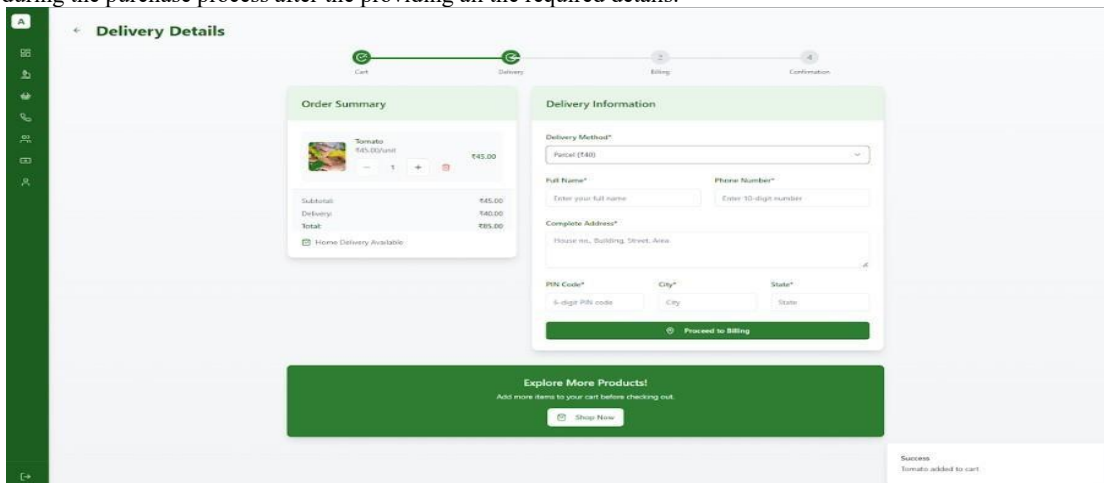 during the purchase process after the providing all the required details.
A
← Delivery Details
Cart
Delivery
3
Billing
4
Confirmation
Order Summary
Tomato
₹45.00/unit
− 1 +
₹45.00
Subtotal: ₹45.00
Delivery: ₹40.00
Total: ₹85.00
Home Delivery Available
Delivery Information
Delivery Method*
Parcel (₹40)
Full Name* Phone Number*
Enter your full name Enter 10-digit number
Complete Address*
House no., Building, Street, Area
PIN Code* City* State*
6-digit PIN code City State
Proceed to Billing
Explore More Products!
Add more items to your cart before checking out.
Shop Now
Success
Tomato added to cart